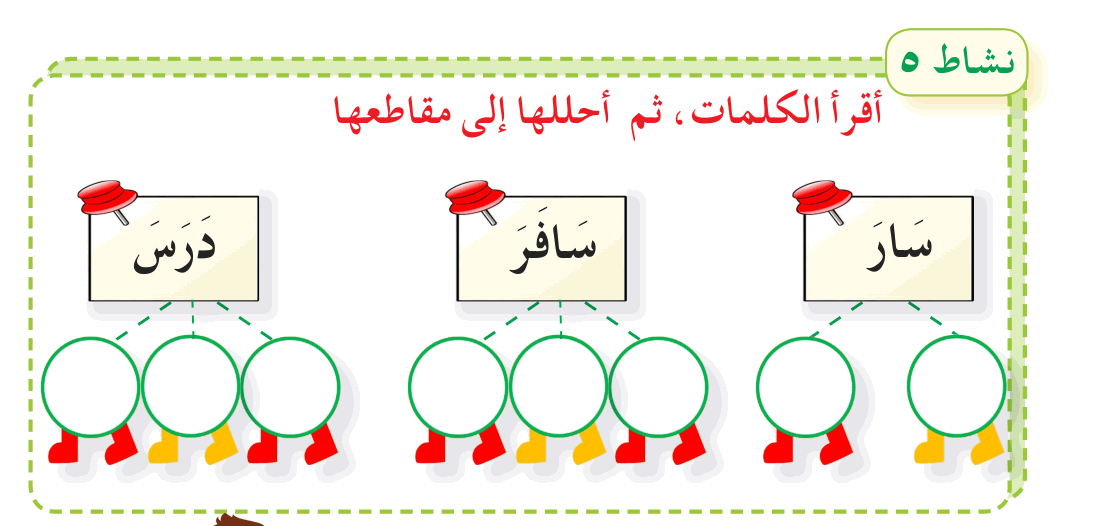 نشاط ٥
أقرأ الكلمات، ثم أحللها إلى مقاطعها
سَارَ
سَافَرَ
دَرَسَ